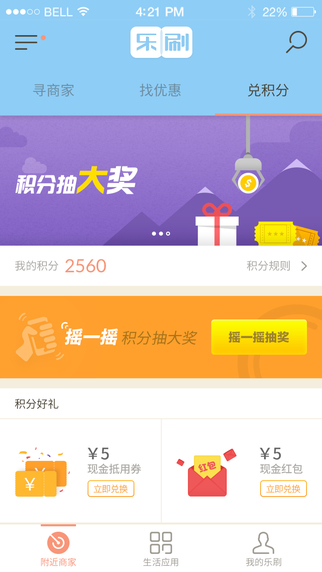 BELL 4:21 PM 22%
乐刷
寻商家 找优惠 兑积分
积分抽大奖
$
我的积分 2560 积分规则
摇一摇 积分抽大奖 摇一摇抽奖
积分好礼
¥5 ¥5
现金抵用券 现金红包
立即兑换 立即兑换
¥ ¥ 红包
附近商家 生活应用 我的乐刷